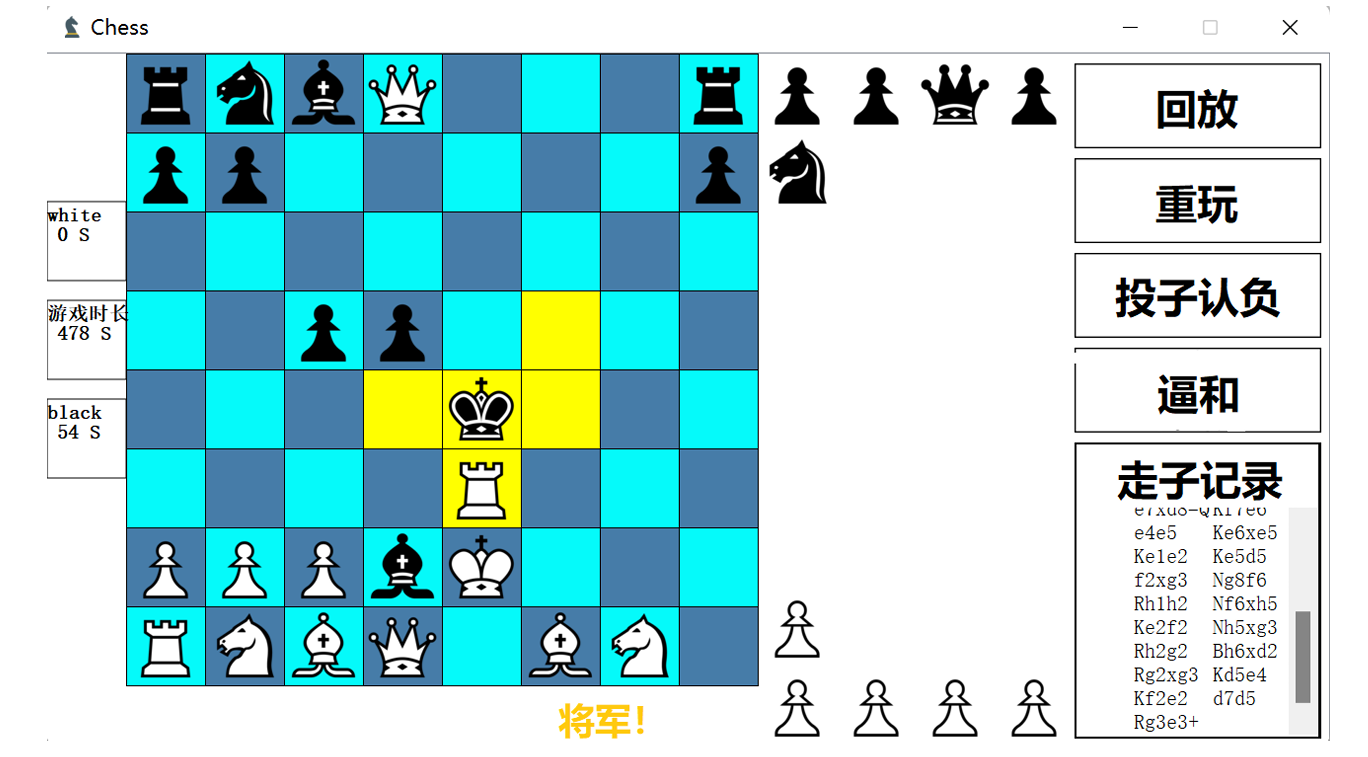 Chess
white
0 S
游戏时长
478 S
black
54 S
将军!
回放
重玩
投子认负
逼和
走子记录
e7xd8-Q Kf7e6
e4e5 Ke6xe5
Ke1e2 Ke5d5
f2xg3 Ng8f6
Rh1h2 Nf6xh5
Ke2f2 Nh5xg3
Rh2g2 Bh6xd2
Rg2xg3 Kd5e4
Kf2e2 d7d5
Rg3e3+